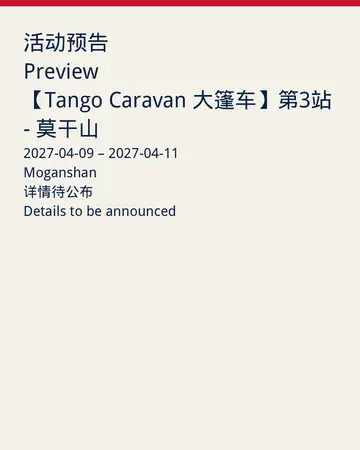 活动预告
Preview
【Tango Caravan 大篷车】第3站
- 莫干山
2027-04-09 – 2027-04-11
Moganshan
详情待公布
Details to be announced